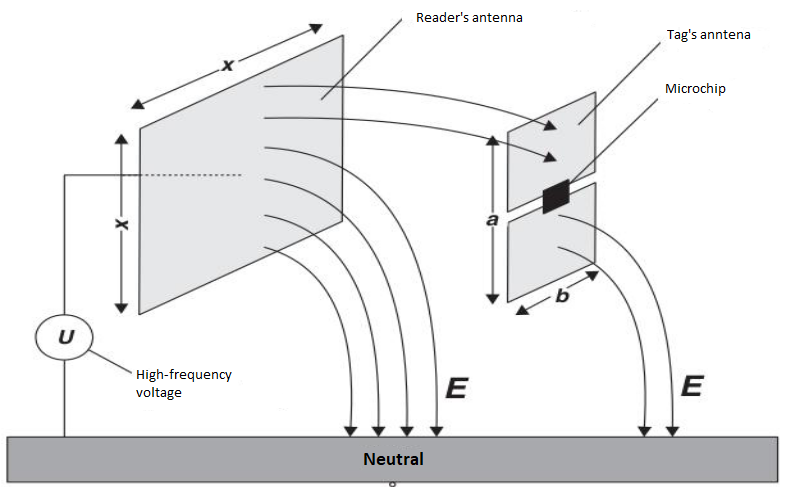 Reader's antenna
Tag's anntena
Microchip
x
x
a
b
U
High-frequency
voltage
E
E
Neutral